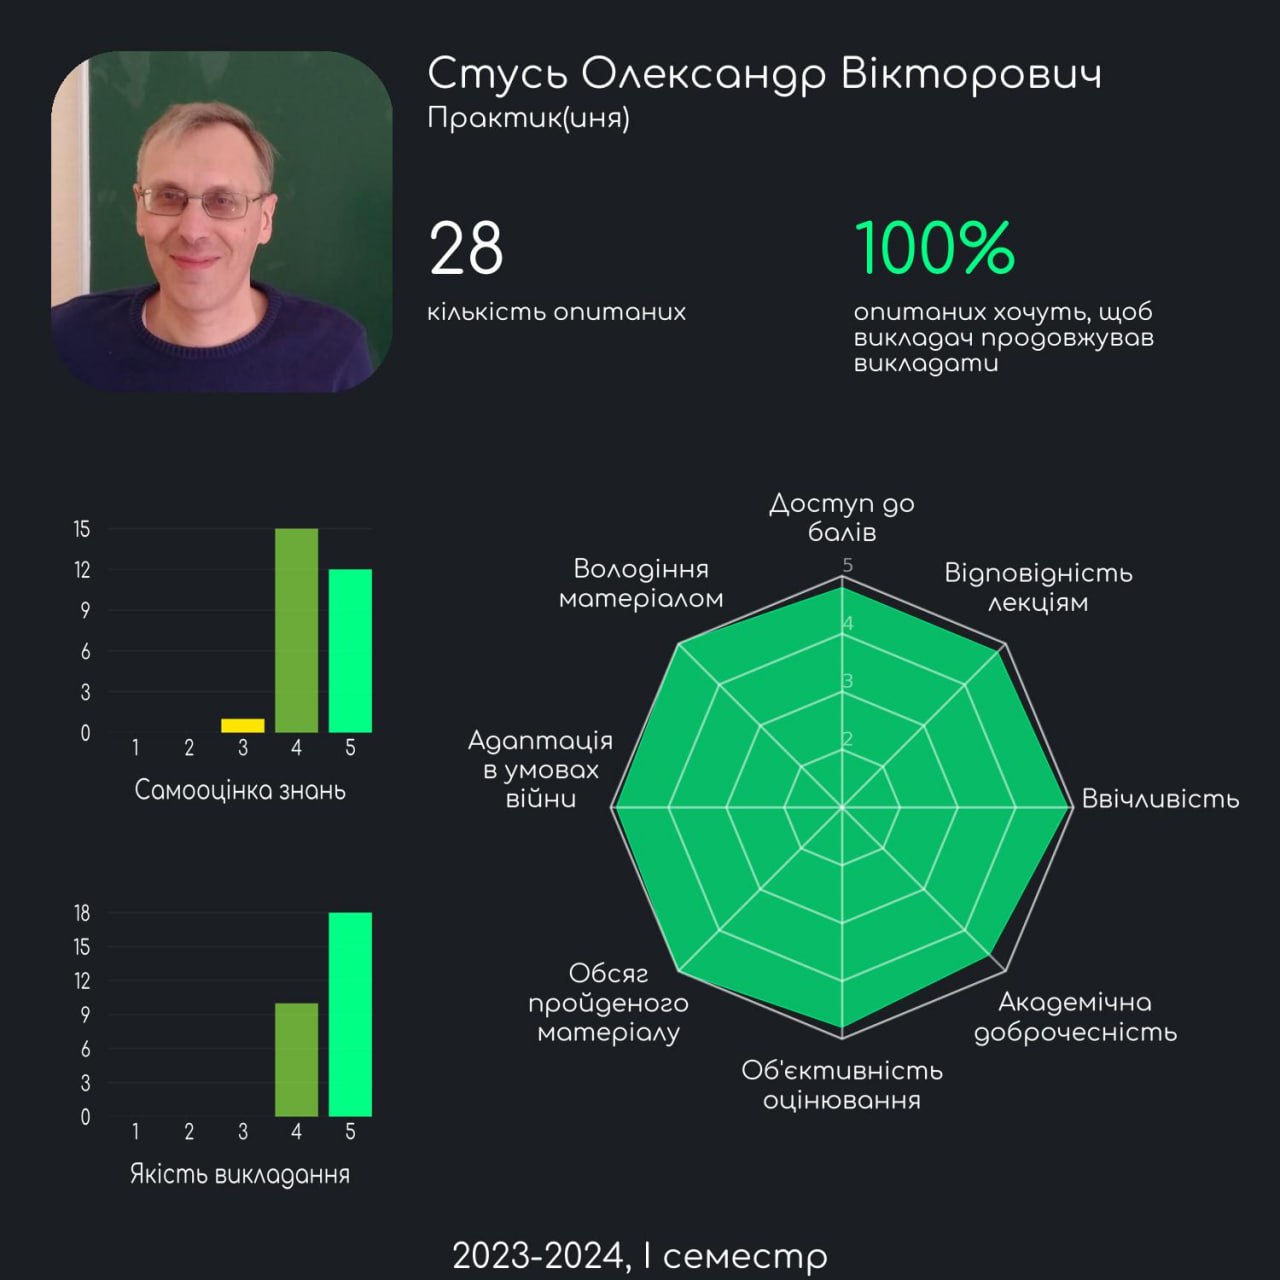 Стусь Олександр Вікторович
Практик(иня)
28
кількість опитаних
100%
опитаних хочуть, щоб
викладач продовжував
викладати
15
12
9
6
3
0
1 2 3 4 5
Самооцінка знань
18
15
12
9
6
3
0
1 2 3 4 5
Якість викладання
Доступ до
балів
Відповідність
лекціям
Ввічливість
Академічна
доброчесність
Об'єктивність
оцінювання
Обсяг
пройденого
матеріалу
Адаптація
в умовах
війни
Володіння
матеріалом
5
4
3
2
2023-2024, І семестр